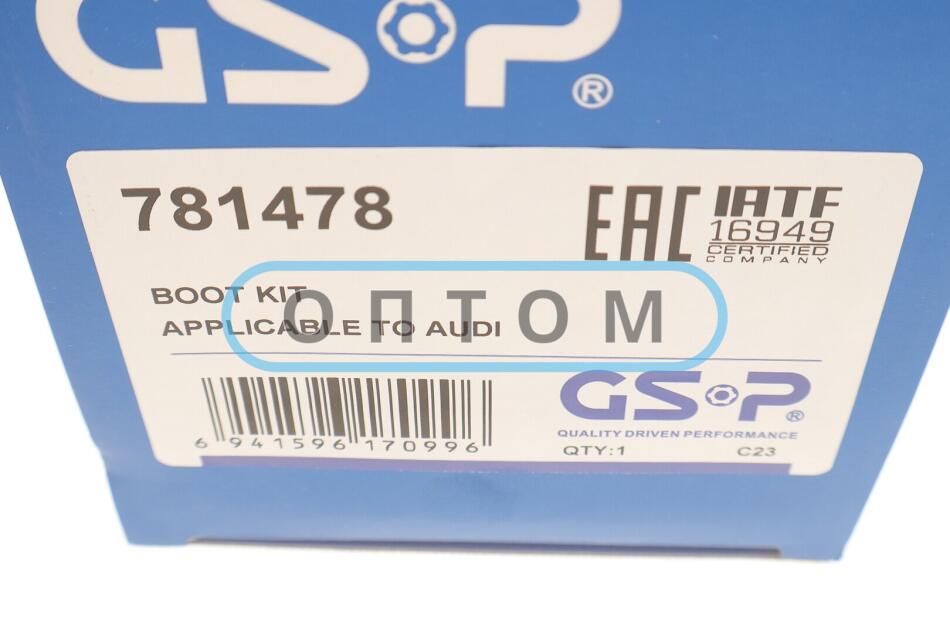 GSP®
781478
EAC
IATF
16949
CERTIFIED
COMPANY
BOOT KIT
APPLICABLE TO AUDI
ОПТОМ
6 941596 170996
GSP®
QUALITY DRIVEN PERFORMANCE
QTY:1 C23